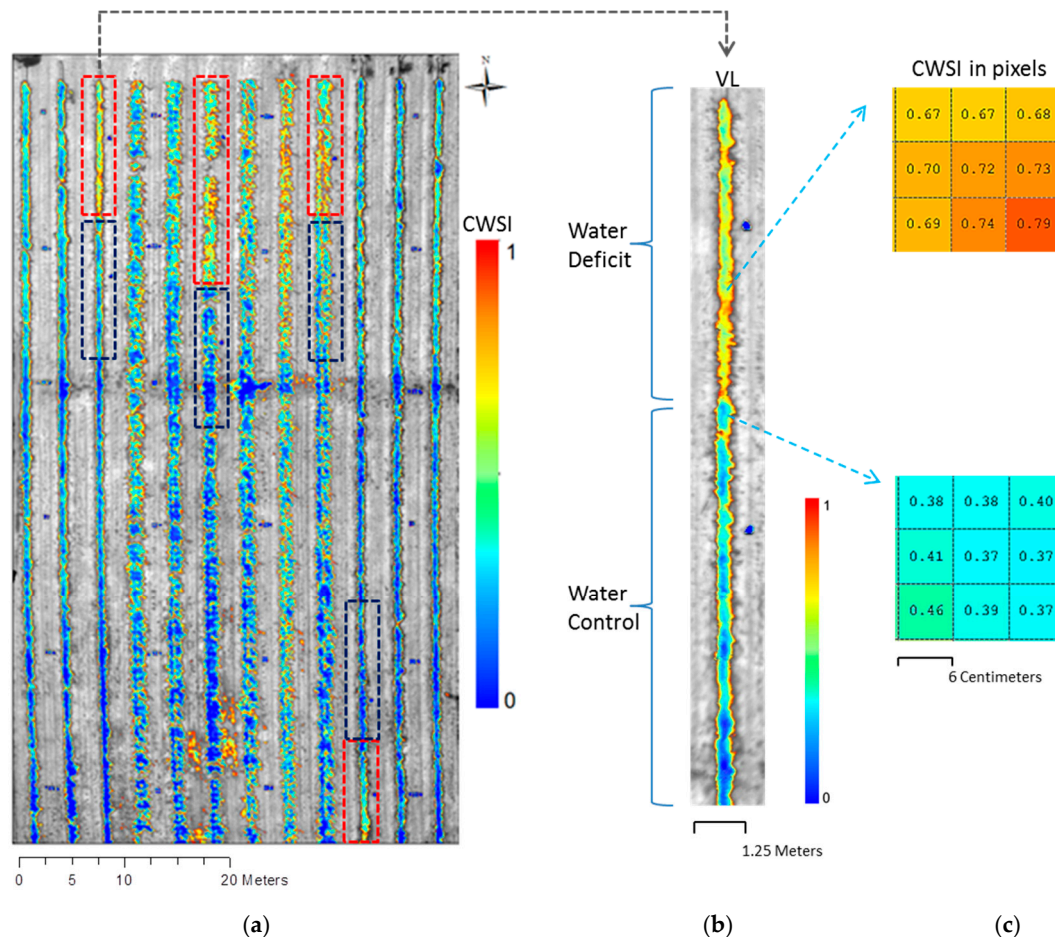 N
CWSI
1
0
0 5 10 20 Meters
(a)
VL
Water
Deficit
Water
Control
1
0
1.25 Meters
(b)
CWSI in pixels
0.67 0.67 0.68
0.70 0.72 0.73
0.69 0.74 0.79
0.38 0.38 0.40
0.41 0.37 0.37
0.46 0.39 0.37
6 Centimeters
(c)